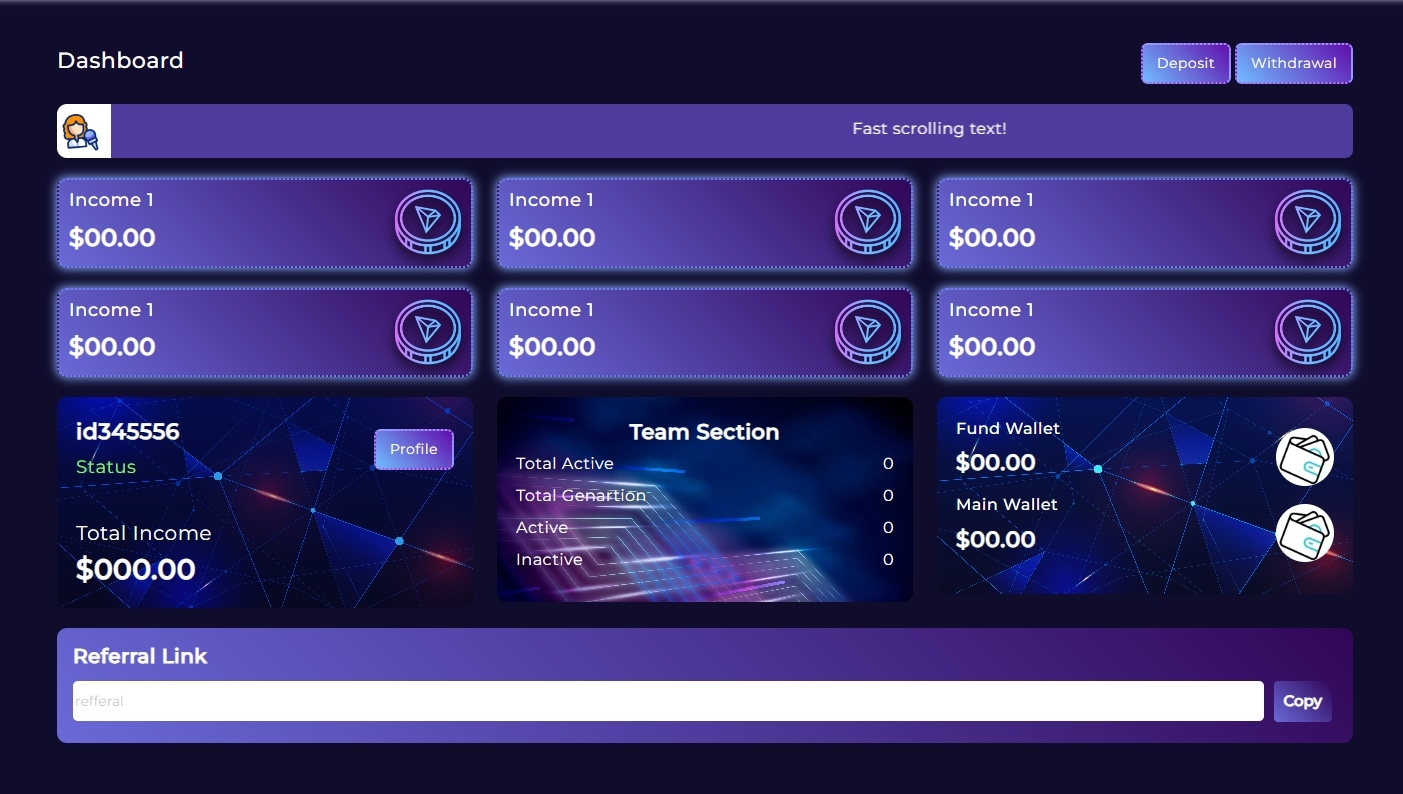 Dashboard
Deposit
Withdrawal
Fast scrolling text!
Income 1
$00.00
Income 1
$00.00
Income 1
$00.00
Income 1
$00.00
Income 1
$00.00
Income 1
$00.00
id345556
Status
Profile
Total Income
$000.00
Team Section
Total Active 0
Total Genartion 0
Active 0
Inactive 0
Fund Wallet
$00.00
Main Wallet
$00.00
Referral Link
refferal
Copy